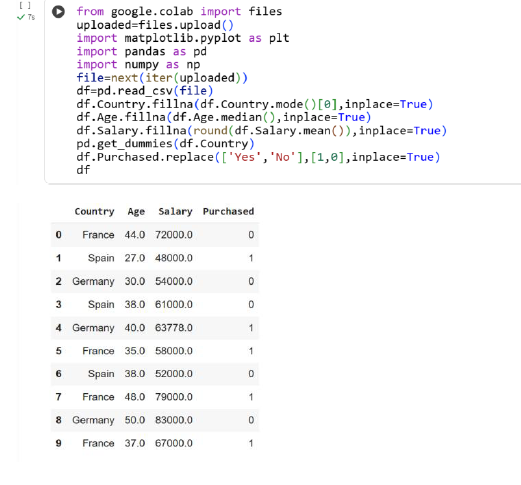 [ ]
✓ 7s
from google.colab import files
uploaded=files.upload()
import matplotlib.pyplot as plt
import pandas as pd
import numpy as np
file=next(iter(uploaded))
df=pd.read_csv(file)
df.Country.fillna(df.Country.mode()[0],inplace=True)
df.Age.fillna(df.Age.median(),inplace=True)
df.Salary.fillna(round(df.Salary.mean()),inplace=True)
pd.get_dummies(df.Country)
df.Purchased.replace(['Yes','No'],[1,0],inplace=True)
df
Country Age Salary Purchased
0 France 44.0 72000.0 0
1 Spain 27.0 48000.0 1
2 Germany 30.0 54000.0 0
3 Spain 38.0 61000.0 0
4 Germany 40.0 63778.0 1
5 France 35.0 58000.0 1
6 Spain 38.0 52000.0 0
7 France 48.0 79000.0 1
8 Germany 50.0 83000.0 0
9 France 37.0 67000.0 1